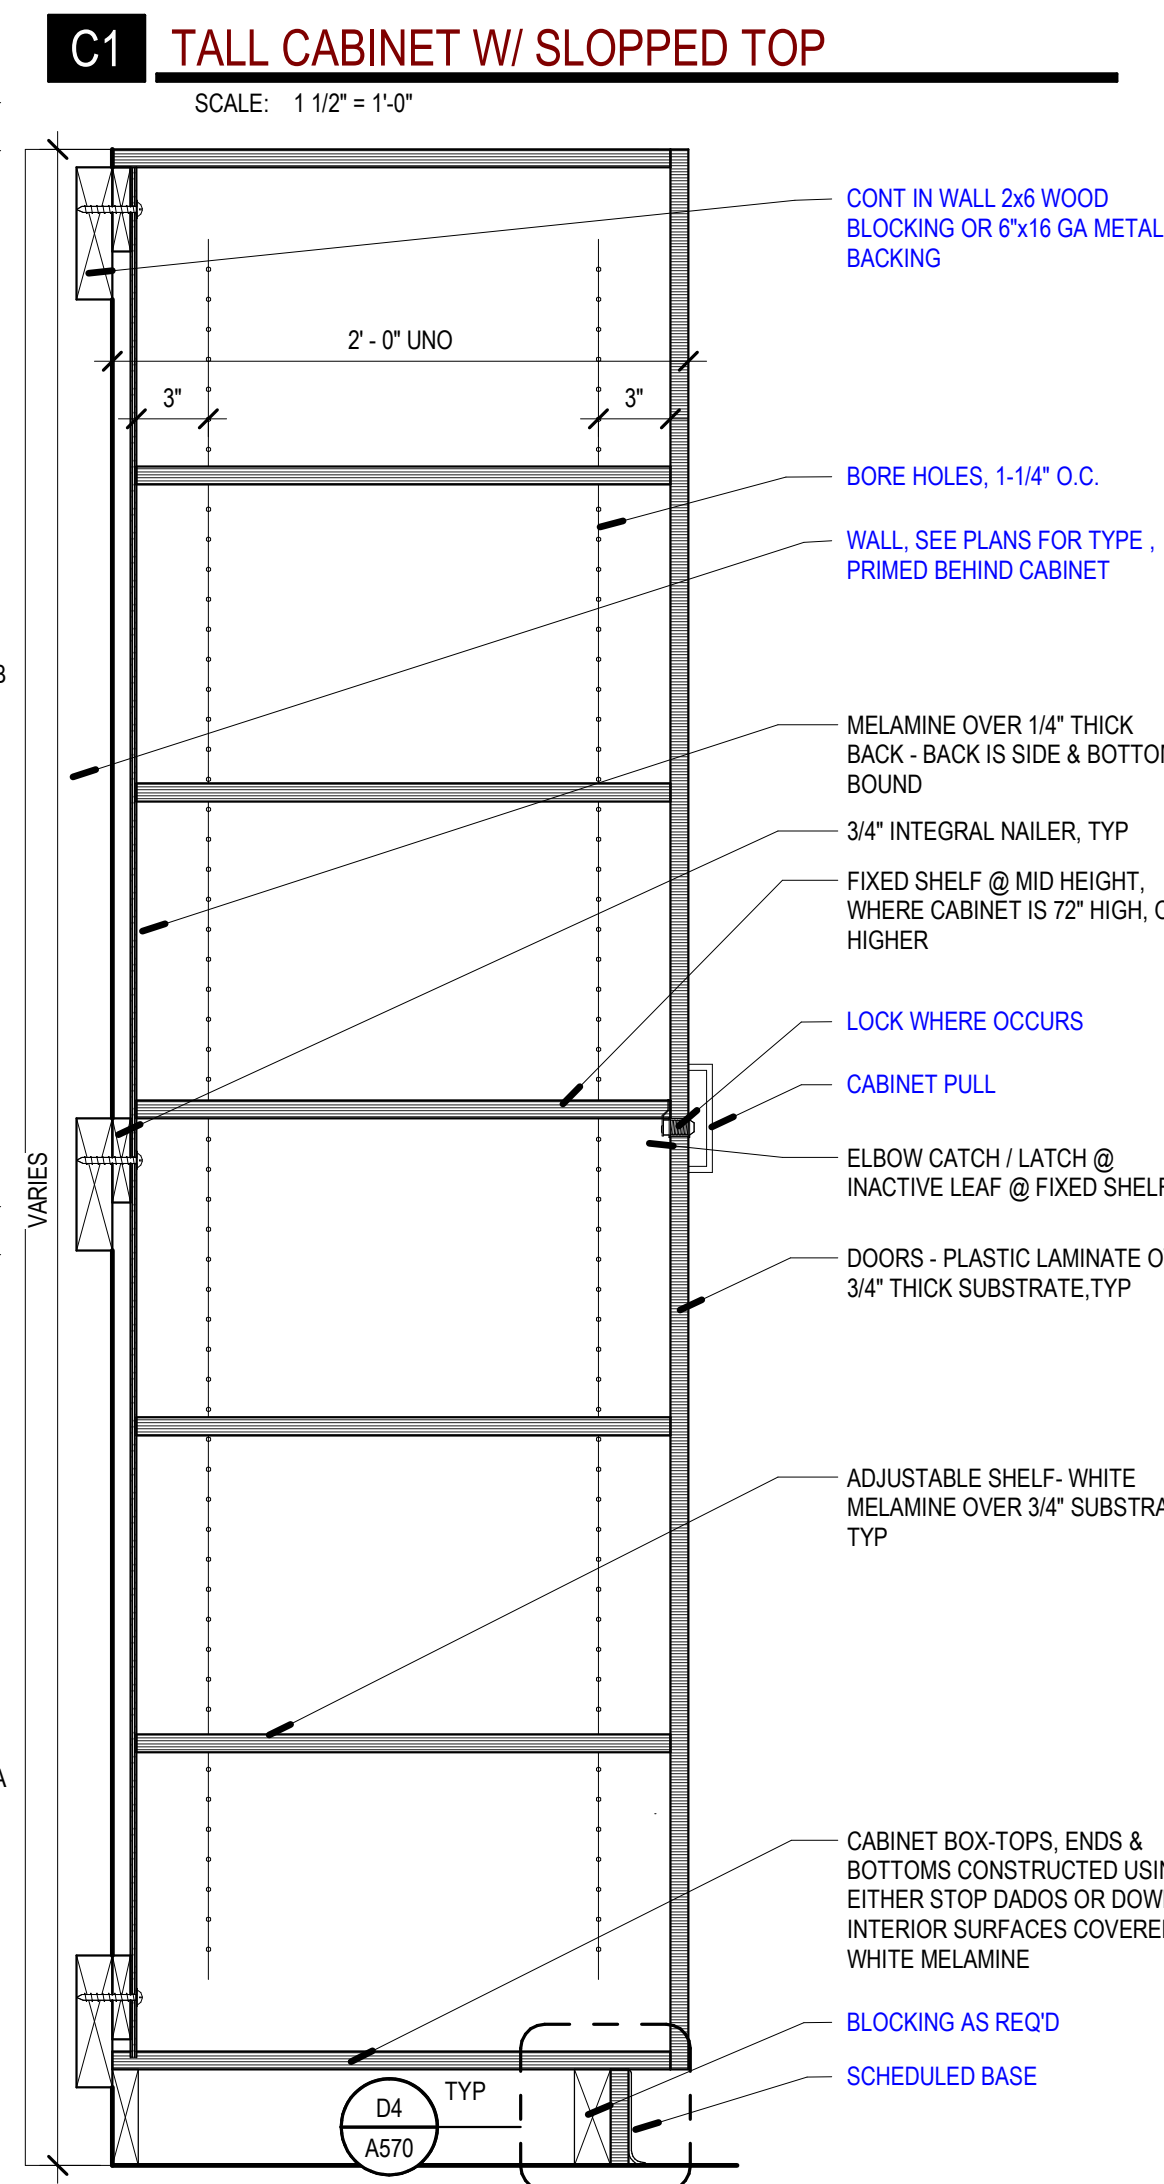 C1 TALL CABINET W/ SLOPPED TOP
SCALE: 1 1/2" = 1'-0"
CONT IN WALL 2x6 WOOD
BLOCKING OR 6"x16 GA METAL
BACKING
2' - 0" UNO
3"
3"
BORE HOLES, 1-1/4" O.C.
WALL, SEE PLANS FOR TYPE ,
PRIMED BEHIND CABINET
B
MELAMINE OVER 1/4" THICK
BACK - BACK IS SIDE & BOTTOM
BOUND
3/4" INTEGRAL NAILER, TYP
FIXED SHELF @ MID HEIGHT,
WHERE CABINET IS 72" HIGH,
HIGHER
LOCK WHERE OCCURS
CABINET PULL
ELBOW CATCH / LATCH @
INACTIVE LEAF @ FIXED SHELF
VARIES
DOORS - PLASTIC LAMINATE
3/4" THICK SUBSTRATE,TYP
ADJUSTABLE SHELF- WHITE
MELAMINE OVER 3/4"
TYP
A
CABINET BOX-TOPS, ENDS &
BOTTOMS CONSTRUCTED
EITHER STOP DADOS OR
INTERIOR SURFACES
WHITE MELAMINE
BLOCKING AS REQ'D
SCHEDULED BASE
TYP
D4
A570